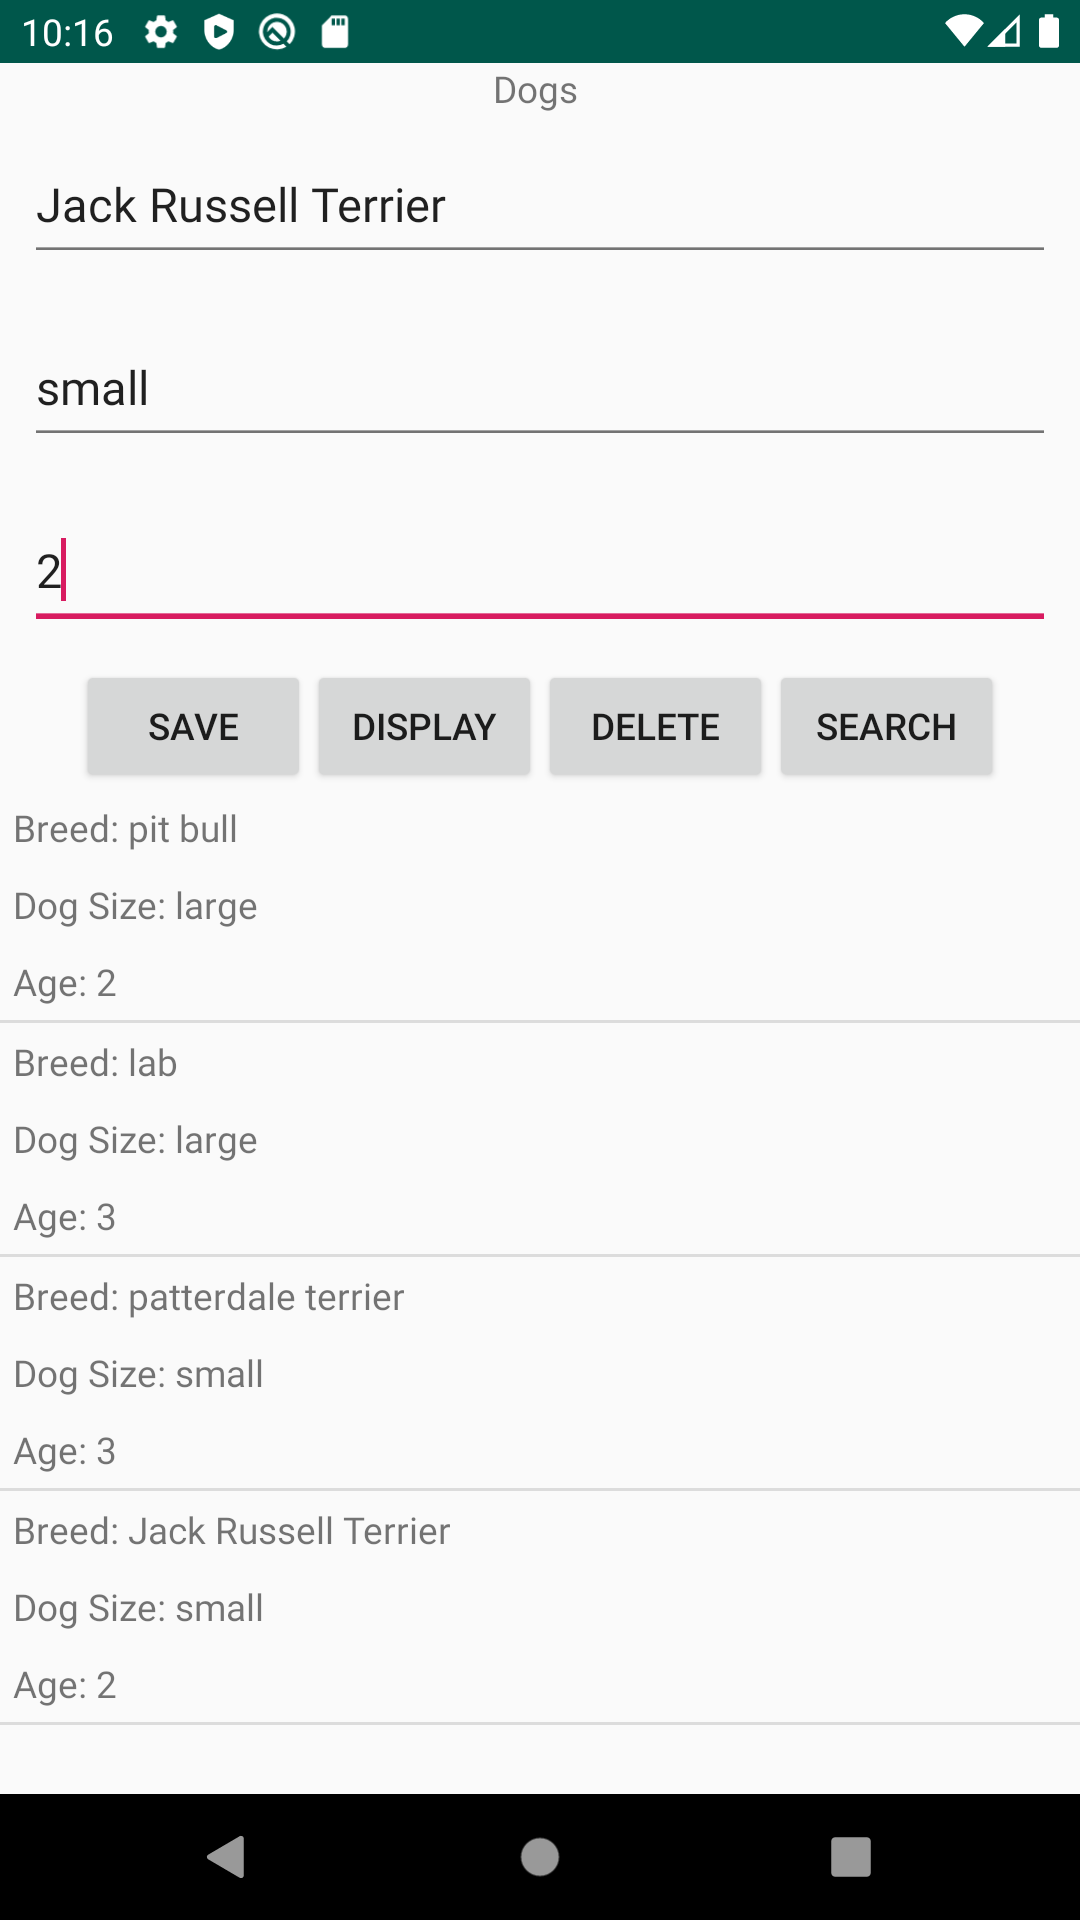 10:16
Dogs
Jack Russell Terrier
small
2
SAVE DISPLAY DELETE SEARCH
Breed: pit bull
Dog Size: large
Age: 2
Breed: lab
Dog Size: large
Age: 3
Breed: patterdale terrier
Dog Size: small
Age: 3
Breed: Jack Russell Terrier
Dog Size: small
Age: 2